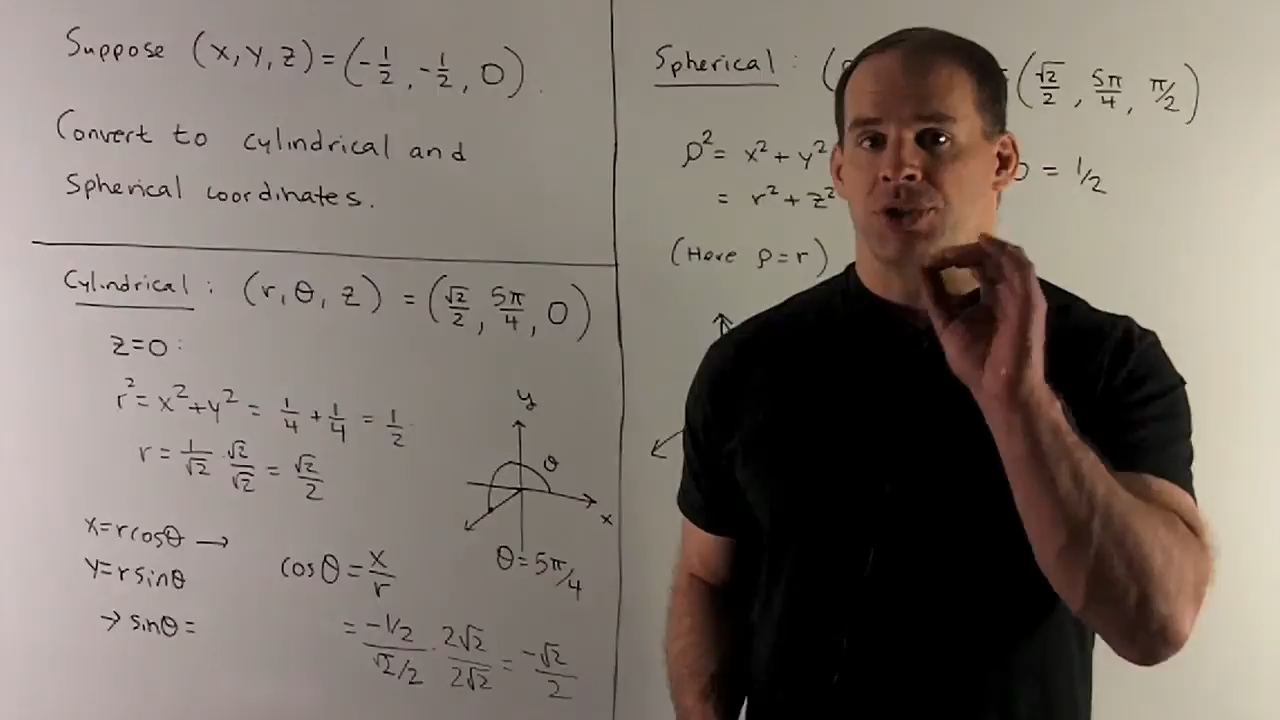 Suppose (x, y, z) = (-1/2, -1/2, 0).
Convert to cylindrical and
Spherical coordinates.
Cylindrical : (r, θ, z) = (√2/2, 5π/4, 0)
z=0:
r² = x² + y² = 1/4 + 1/4 = 1/2
r = 1/√2 · √2/√2 = √2/2
x = r cos θ →
y = r sin θ
→ sin θ =
cos θ = x/r
= -1/2 / √2/2 · 2√2/2√2 = -√2/2
y
θ
x
θ = 5π/4
Spherical : ( = (√2/2, 5π/4, π/2)
ρ² = x² + y²
= r² + z²
= 1/2
(Here ρ = r)